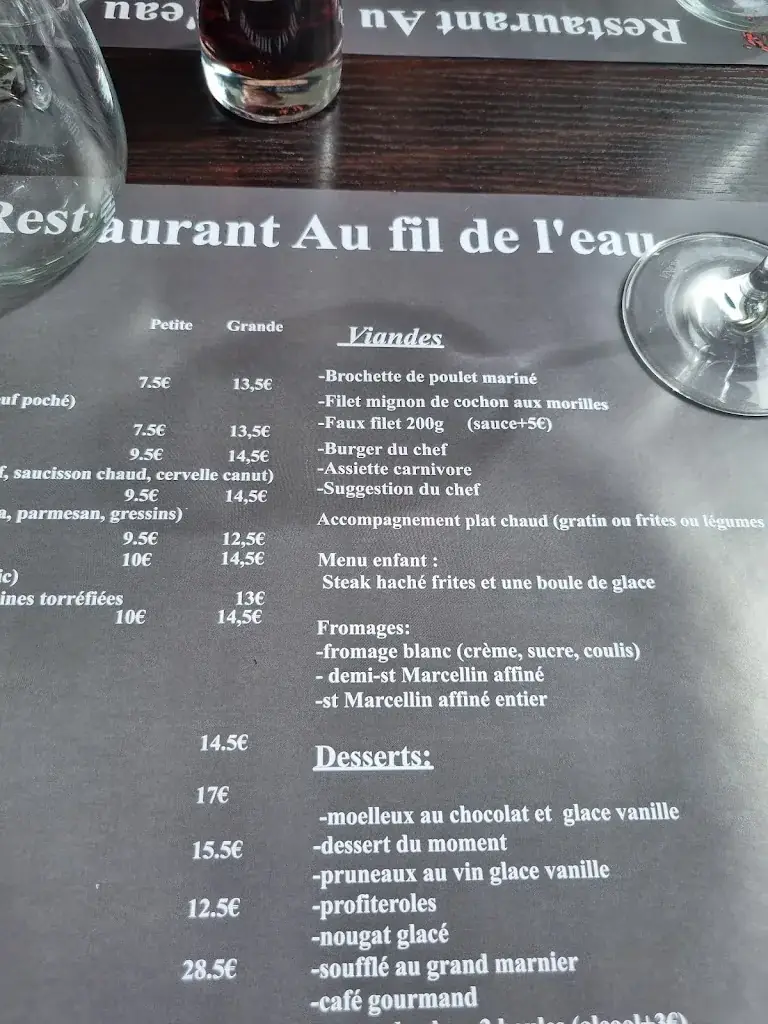 Restaurant Au
Restaurant Au fil de l'eau
Petite Grande
7.5€ 13,5€
uf poché)
7.5€ 13,5€
9.5€ 14,5€
f, saucisson chaud, cervelle canut)
9.5€ 14,5€
a, parmesan, gressins)
9.5€ 12,5€
10€ 14,5€
ic)
ines torréfiées 13€
10€ 14,5€
14.5€
17€
15.5€
12.5€
28.5€
Viandes
-Brochette de poulet mariné
-Filet mignon de cochon aux morilles
-Faux filet 200g (sauce+5€)
-Burger du chef
-Assiette carnivore
-Suggestion du chef
Accompagnement plat chaud (gratin ou frites ou légumes
Menu enfant :
Steak haché frites et une boule de glace
Fromages:
-fromage blanc (crème, sucre, coulis)
- demi-st Marcellin affiné
-st Marcellin affiné entier
Desserts:
-moelleux au chocolat et glace vanille
-dessert du moment
-pruneaux au vin glace vanille
-profiteroles
-nougat glacé
-soufflé au grand marnier
-café gourmand
(alcool+3€)